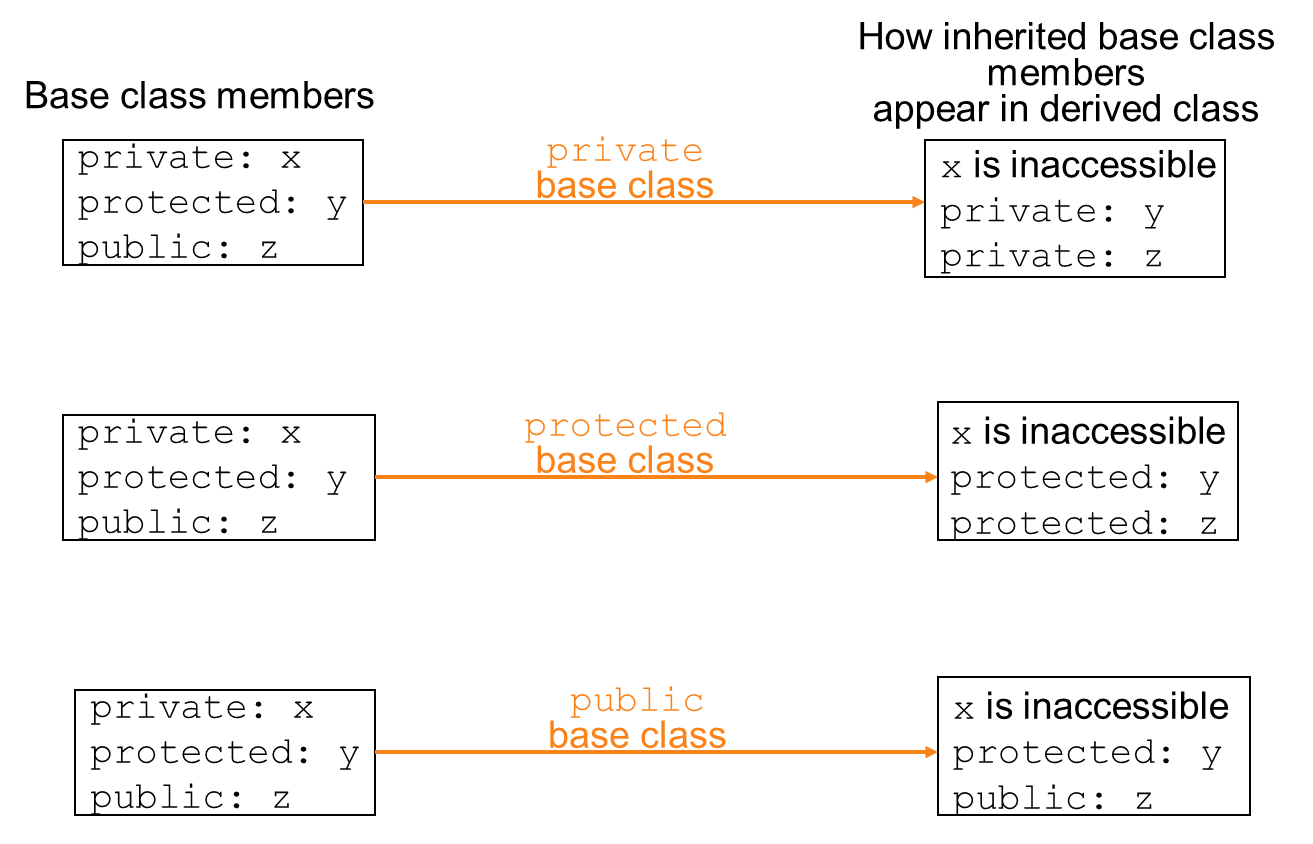 Base class members
How inherited base class
members
appear in derived class
private: x
protected: y
public: z
private
base class
x is inaccessible
private: y
private: z
private: x
protected: y
public: z
protected
base class
x is inaccessible
protected: y
protected: z
private: x
protected: y
public: z
public
base class
x is inaccessible
protected: y
public: z